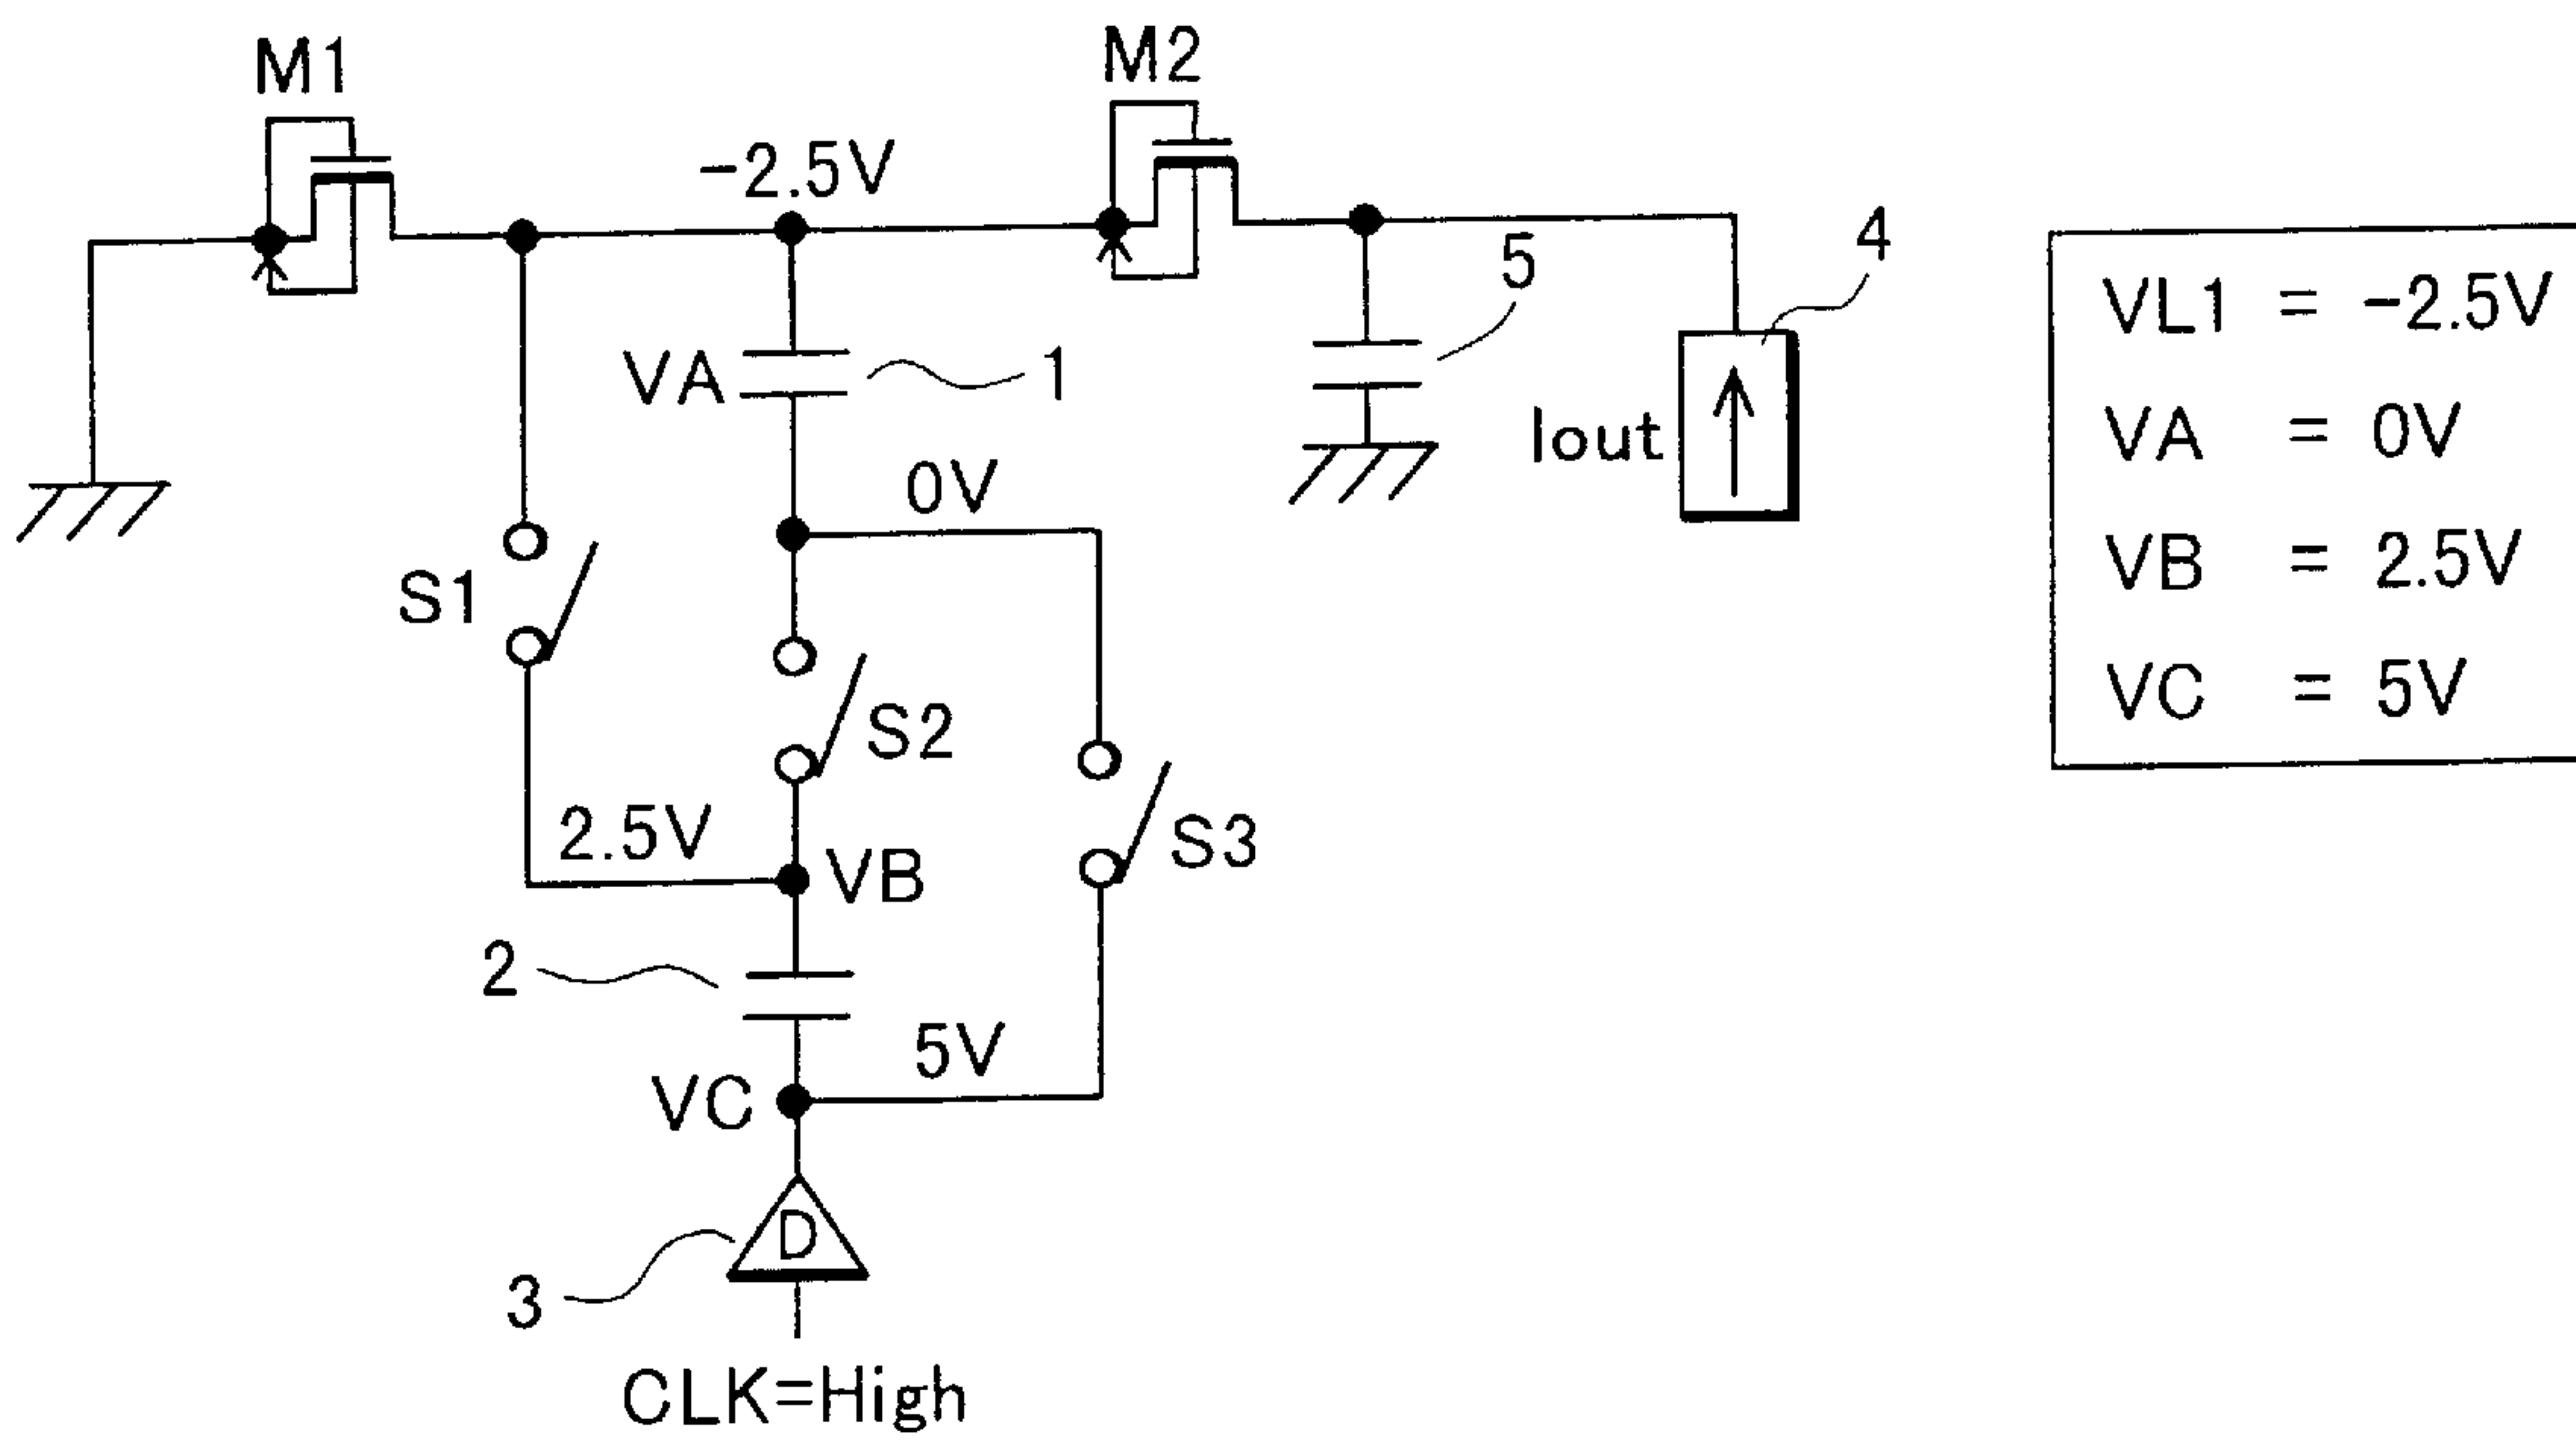 M1
M2
-2.5V
5
4
VA
1
Iout
0V
S1
S2
S3
2.5V
VB
2
5V
VC
D
3
CLK=High
VL1 = -2.5V
VA = 0V
VB = 2.5V
VC = 5V